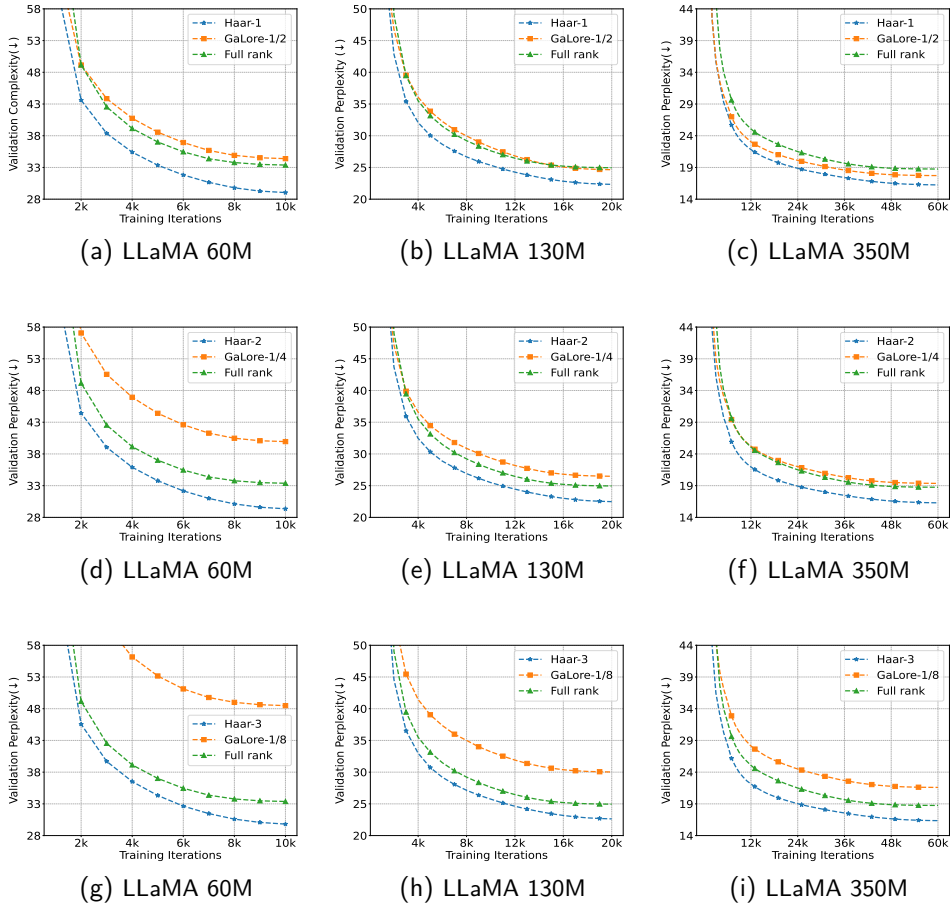 58
53
48
43
38
33
28
Validation Complexity(↓)
Haar-1
GaLore-1/2
Full rank
2k 4k 6k 8k 10k
Training Iterations
(a) LLaMA 60M
50
45
40
35
30
25
20
Validation Perplexity (↓)
Haar-1
GaLore-1/2
Full rank
4k 8k 12k 16k 20k
Training Iterations
(b) LLaMA 130M
44
39
34
29
24
19
14
Validation Perplexity(↓)
Haar-1
GaLore-1/2
Full rank
12k 24k 36k 48k 60k
Training Iterations
(c) LLaMA 350M
58
53
48
43
38
33
28
Validation Perplexity(↓)
Haar-2
GaLore-1/4
Full rank
2k 4k 6k 8k 10k
Training Iterations
(d) LLaMA 60M
50
45
40
35
30
25
20
Validation Perplexity(↓)
Haar-2
GaLore-1/4
Full rank
4k 8k 12k 16k 20k
Training Iterations
(e) LLaMA 130M
44
39
34
29
24
19
14
Validation Perplexity(↓)
Haar-2
GaLore-1/4
Full rank
12k 24k 36k 48k 60k
Training Iterations
(f) LLaMA 350M
58
53
48
43
38
33
28
Validation Perplexity(↓)
Haar-3
GaLore-1/8
Full rank
2k 4k 6k 8k 10k
Training Iterations
(g) LLaMA 60M
50
45
40
35
30
25
20
Validation Perplexity(↓)
Haar-3
GaLore-1/8
Full rank
4k 8k 12k 16k 20k
Training Iterations
(h) LLaMA 130M
44
39
34
29
24
19
14
Validation Perplexity(↓)
Haar-3
GaLore-1/8
Full rank
12k 24k 36k 48k 60k
Training Iterations
(i) LLaMA 350M